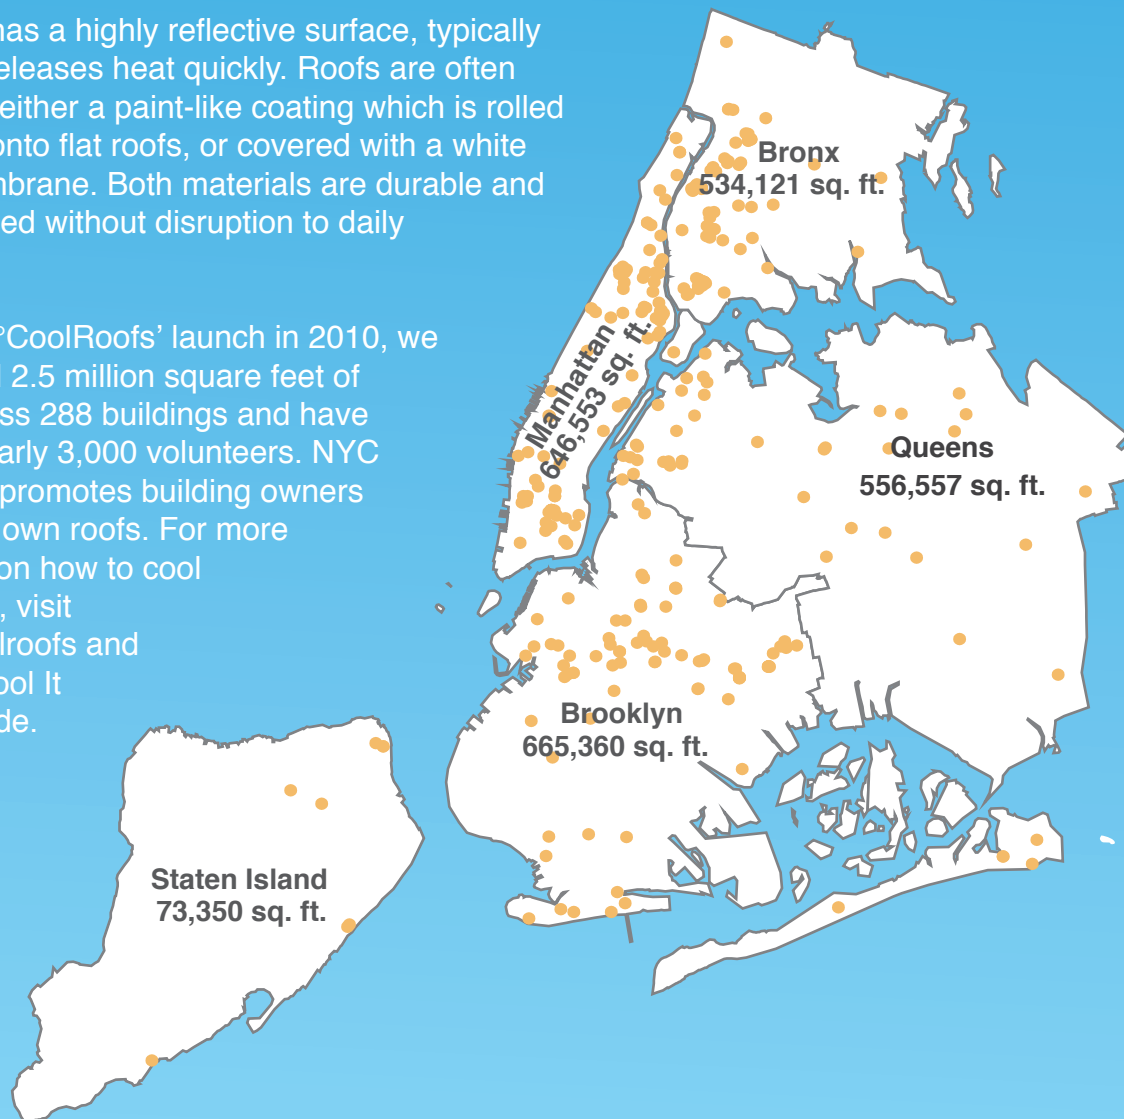 has a highly reflective surface, typically
eleases heat quickly. Roofs are often
either a paint-like coating which is rolled
onto flat roofs, or covered with a white
mbrane. Both materials are durable and
ed without disruption to daily
°CoolRoofs’ launch in 2010, we
2.5 million square feet of
ss 288 buildings and have
arly 3,000 volunteers. NYC
promotes building owners
own roofs. For more
on how to cool
, visit
lroofs and
ool It
de.
Bronx
534,121 sq. ft.
Manhattan
646,553 sq. ft.
Queens
556,557 sq. ft.
Brooklyn
665,360 sq. ft.
Staten Island
73,350 sq. ft.